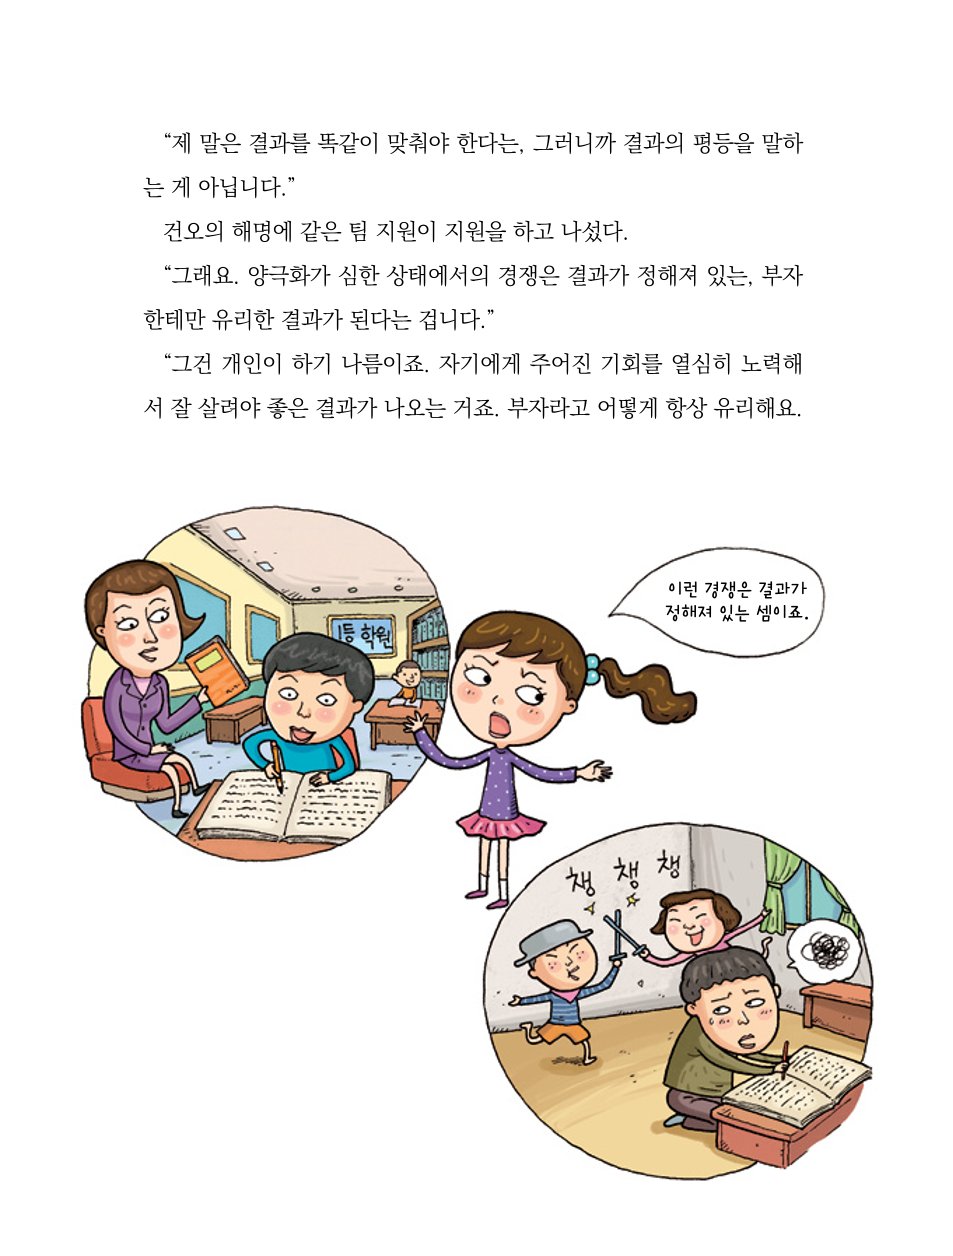 “제 말은 결과를 똑같이 맞춰야 한다는, 그러니까 결과의 평등을 말하
는 게 아닙니다.”
건오의 해명에 같은 팀 지원이 지원을 하고 나섰다.
“그래요. 양극화가 심한 상태에서의 경쟁은 결과가 정해져 있는, 부자
한테만 유리한 결과가 된다는 겁니다.”
“그건 개인이 하기 나름이죠. 자기에게 주어진 기회를 열심히 노력해
서 잘 살려야 좋은 결과가 나오는 거죠. 부자라고 어떻게 항상 유리해요.
이런 경쟁은 결과가
정해져 있는 셈이죠.
1등 학원
챙 챙 챙